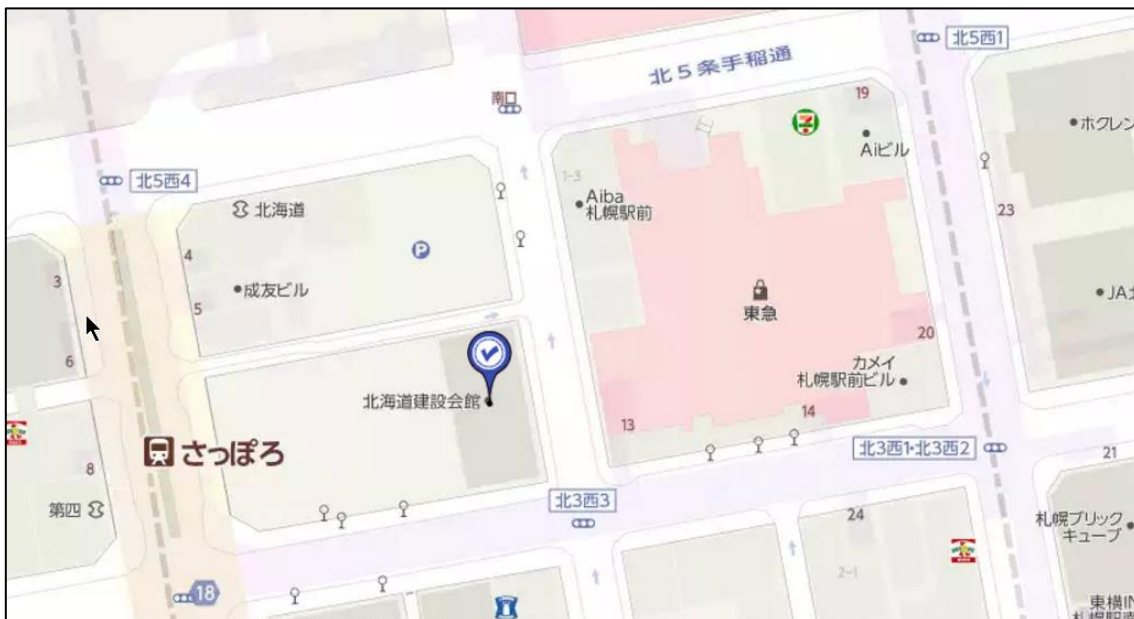 北5西1
北5条手稲通
南口
19
ホクレン
Aiビル
北5西4
1-3
Aiba
札幌駅前
北海道
23
4
3
成友ビル
5
東急
JA
20
6
カメイ
札幌駅前ビル
北海道建設会館
13
14
さっぽろ
北3西1・北3西2
21
8
北3西3
第四
24
札幌ブリック
キューブ
2-1
18
東横IN